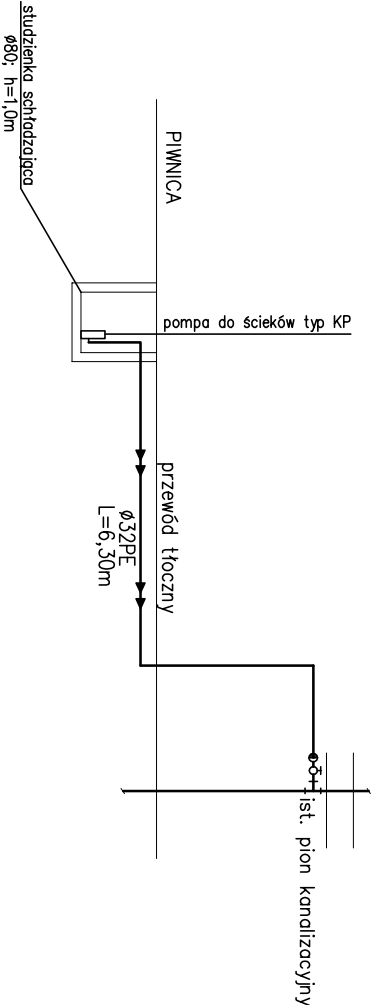 studzienka schładzająca
ø80; h=1,0m
PIWNICA
pompa do ścieków typ KP
przewód tłoczny
ø32PE
L=6,30m
ist. pion kanalizacyjny